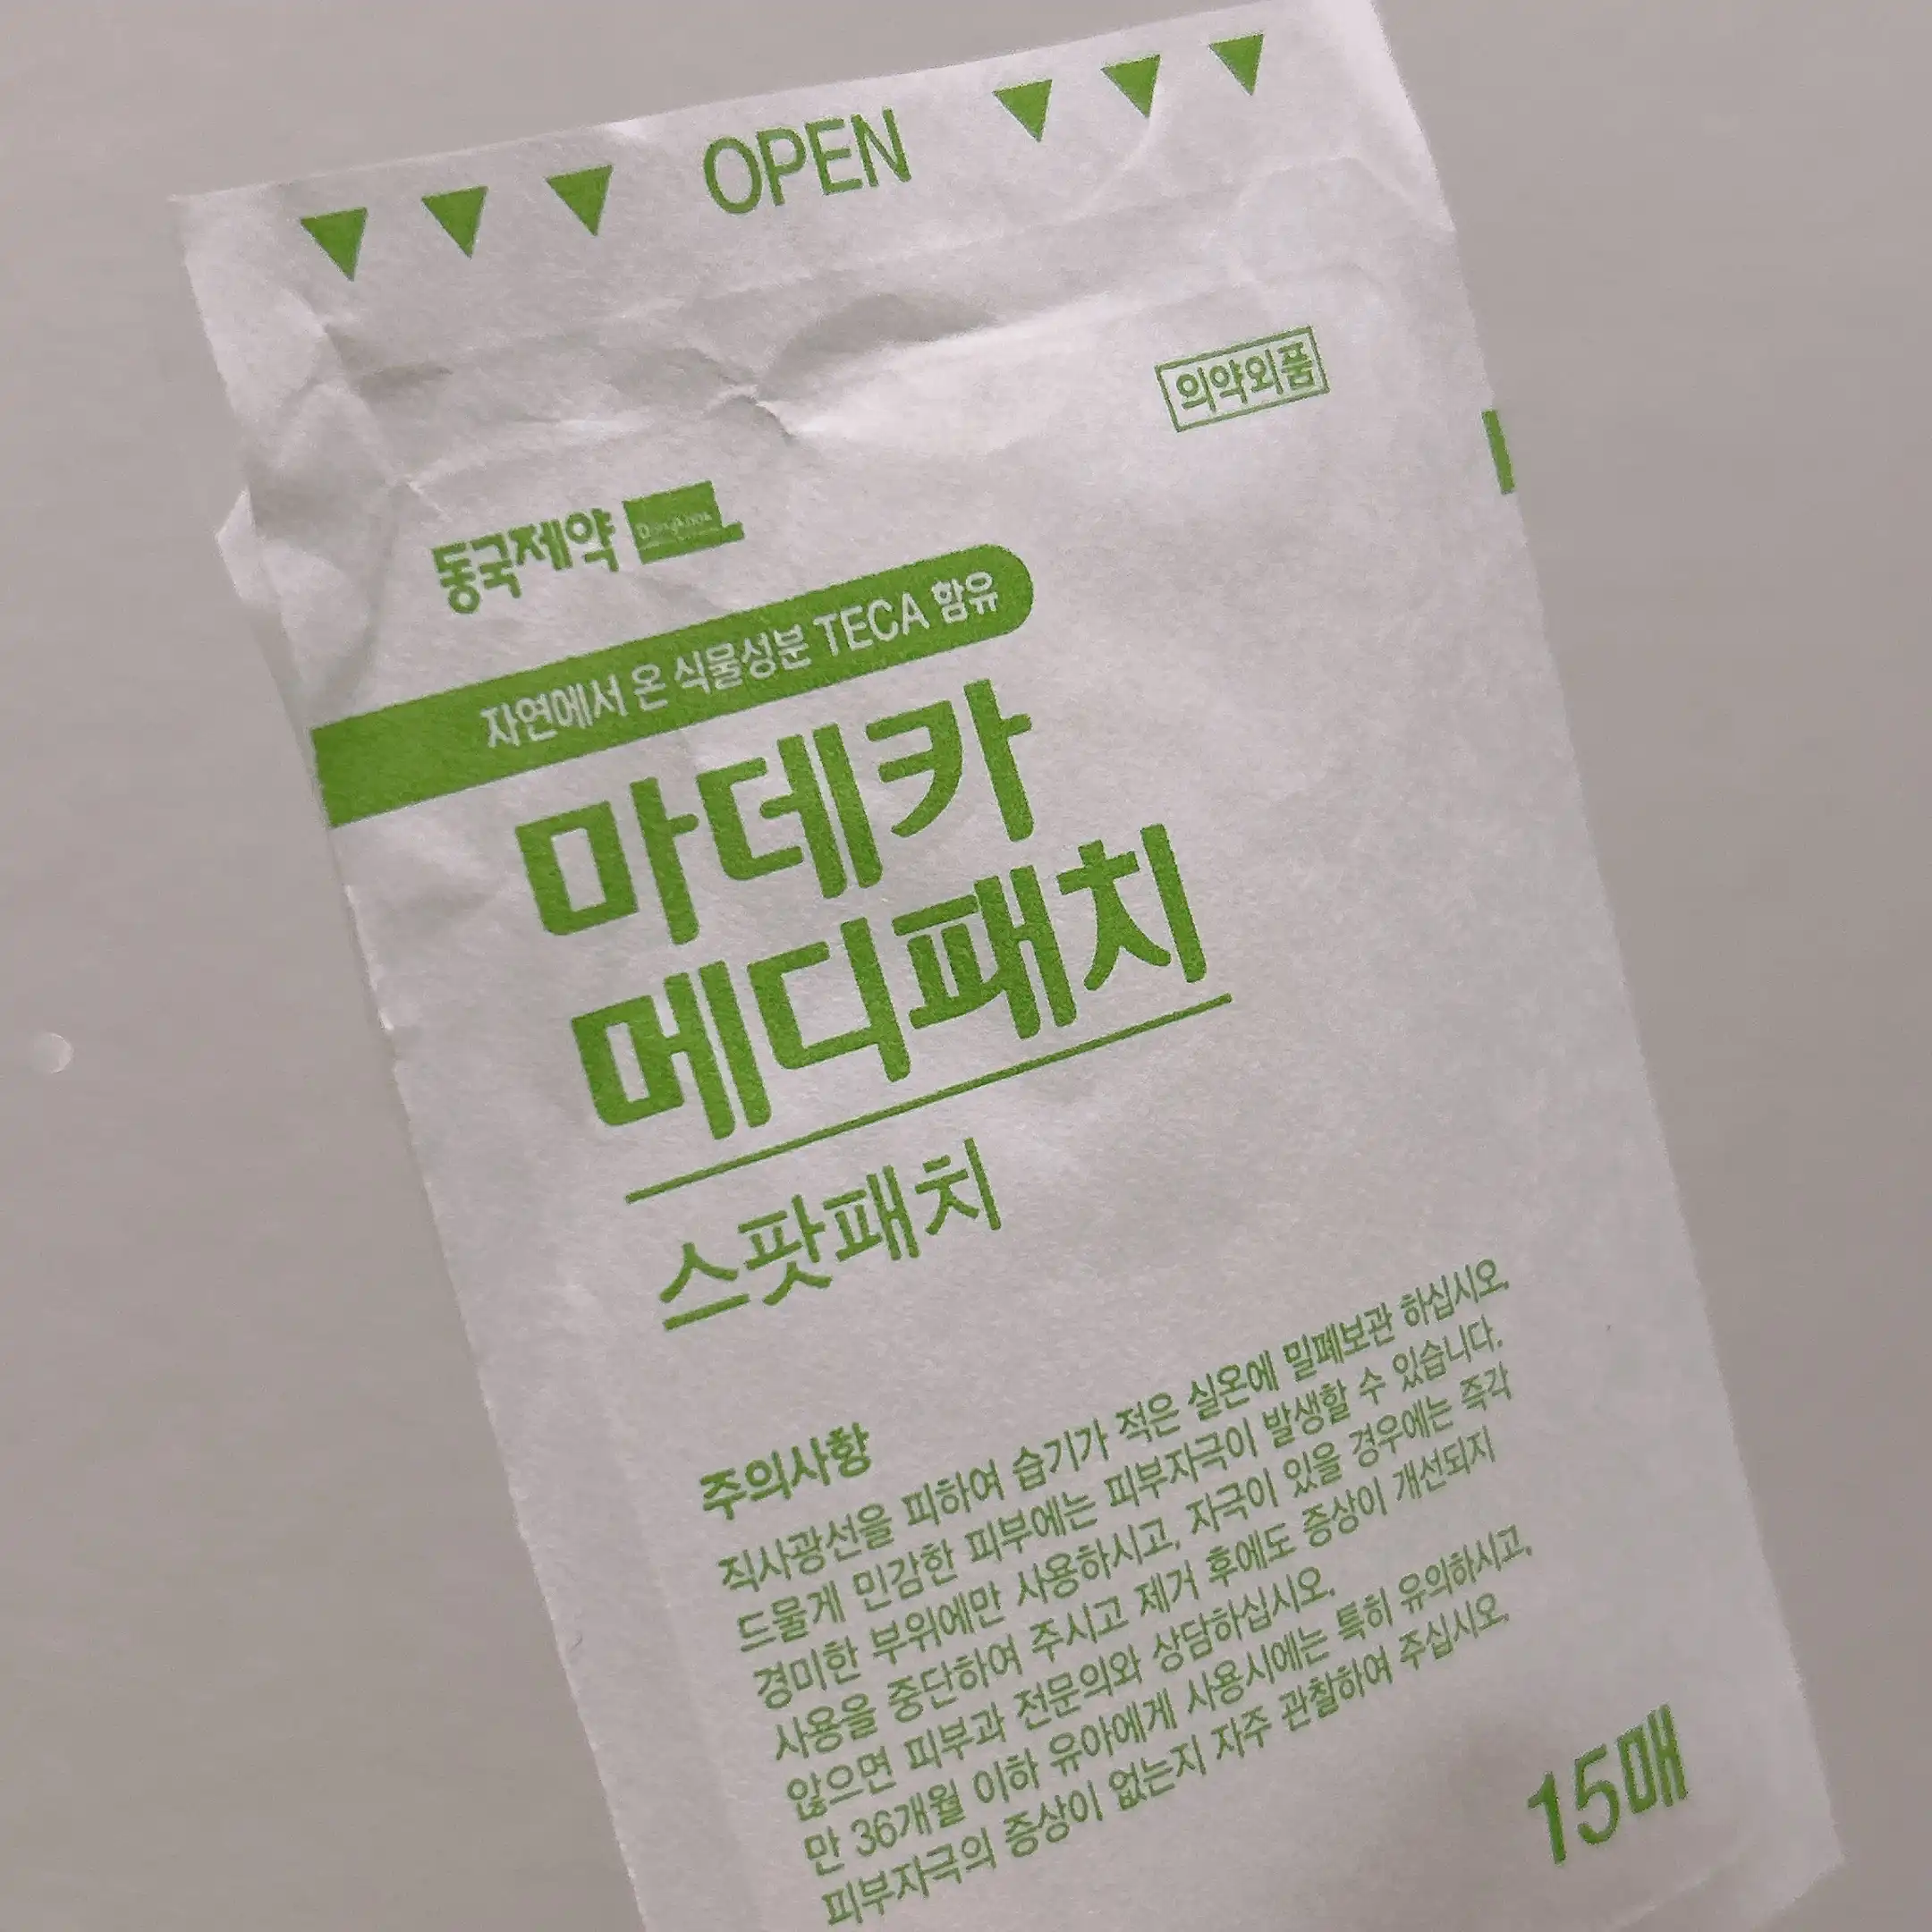 OPEN
의약외품
동국제약 Dongkook
자연에서 온 식물성분 TECA 함유
마데카
메디패치
스팟패치
주의사항
직사광선을 피하여 습기가 적은 실온에 밀폐보관 하십시오.
드물게 민감한 피부에는 피부자극이 발생할 수 있습니다.
경미한 부위에만 사용하시고, 자극이 있을 경우에는 즉각
사용을 중단하여 주시고 제거 후에도 증상이 개선되지
않으면 피부과 전문의와 상담하십시오.
만 36개월 이하 유아에게 사용시에는 특히 유의하시고,
피부자극의 증상이 없는지 자주 관찰하여 주십시오.
15매